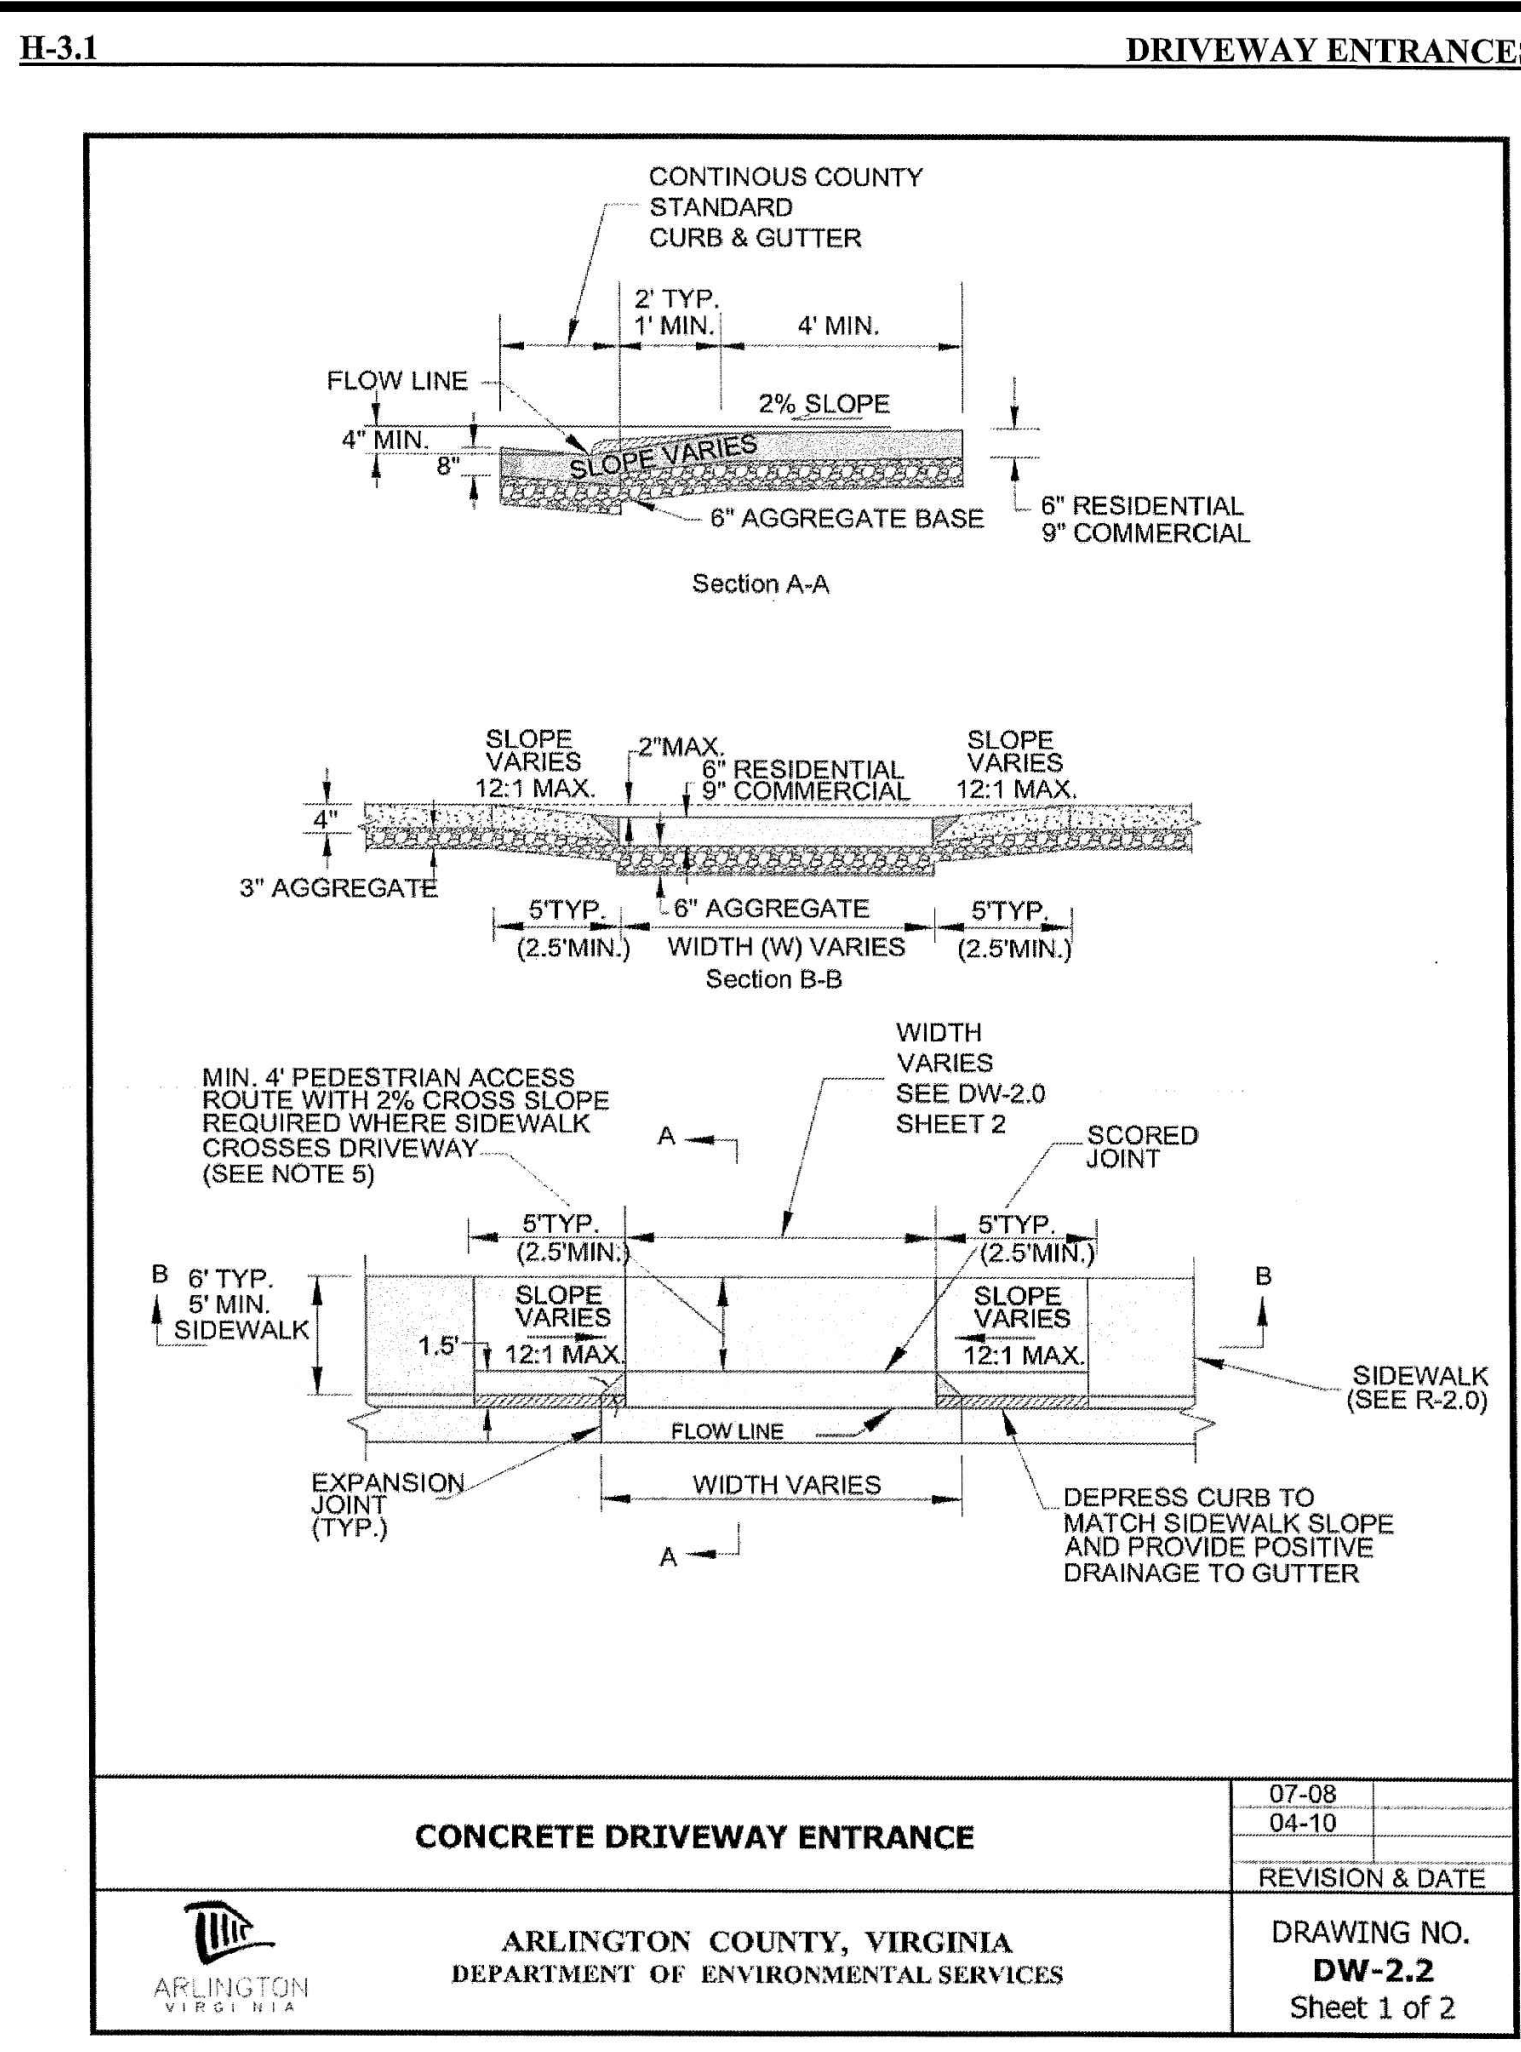 H-3.1
DRIVEWAY ENTRANCES
CONTINOUS COUNTY
STANDARD
CURB & GUTTER
2' TYP.
1' MIN.
4' MIN.
FLOW LINE
2% SLOPE
4" MIN.
8"
SLOPE VARIES
6" AGGREGATE BASE
6" RESIDENTIAL
9" COMMERCIAL
Section A-A
SLOPE
VARIES
12:1 MAX.
2"MAX.
6" RESIDENTIAL
9" COMMERCIAL
SLOPE
VARIES
12:1 MAX.
4"
3" AGGREGATE
5'TYP.
(2.5'MIN.)
6" AGGREGATE
WIDTH (W) VARIES
5'TYP.
(2.5'MIN.)
Section B-B
WIDTH
VARIES
SEE DW-2.0
SHEET 2
MIN. 4' PEDESTRIAN ACCESS
ROUTE WITH 2% CROSS SLOPE
REQUIRED WHERE SIDEWALK
CROSSES DRIVEWAY
(SEE NOTE 5)
A
SCORED
JOINT
5'TYP.
(2.5'MIN.)
5'TYP.
(2.5'MIN.)
B
6' TYP.
5' MIN.
SIDEWALK
SLOPE
VARIES
12:1 MAX.
1.5'
SLOPE
VARIES
12:1 MAX.
B
SIDEWALK
(SEE R-2.0)
FLOW LINE
EXPANSION
JOINT
(TYP.)
WIDTH VARIES
A
DEPRESS CURB TO
MATCH SIDEWALK SLOPE
AND PROVIDE POSITIVE
DRAINAGE TO GUTTER
CONCRETE DRIVEWAY ENTRANCE
07-08
04-10
REVISION & DATE
ARLINGTON
VIRGINIA
ARLINGTON COUNTY, VIRGINIA
DEPARTMENT OF ENVIRONMENTAL SERVICES
DRAWING NO.
DW-2.2
Sheet 1 of 2